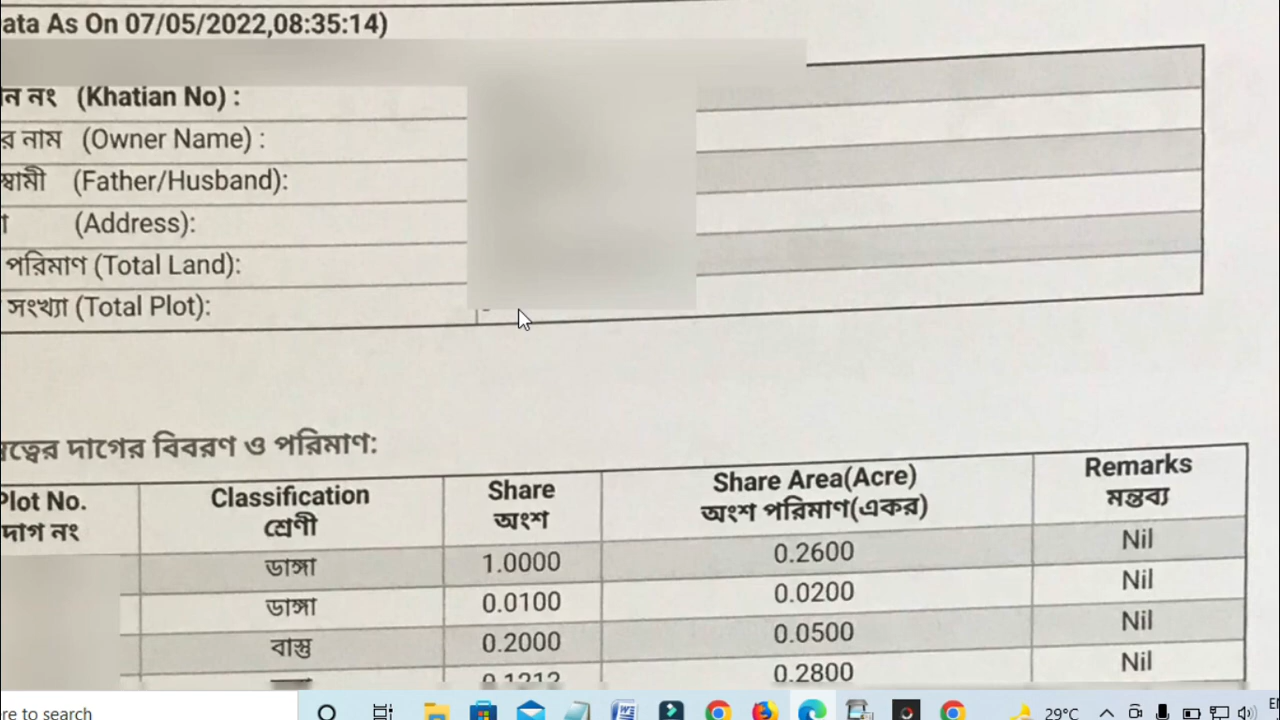 ata As On 07/05/2022,08:35:14)
ন নং (Khatian No) :
র নাম (Owner Name) :
স্বামী (Father/Husband):
(Address):
পরিমাণ (Total Land):
সংখ্যা (Total Plot):
ত্বের দাগের বিবরণ ও পরিমাণ:
Plot No. Classification Share Share Area(Acre) Remarks
দাগ নং শ্রেণী অংশ অংশ পরিমাণ(একর) মন্তব্য
ডাঙ্গা 1.0000 0.2600 Nil
ডাঙ্গা 0.0100 0.0200 Nil
বাস্তু 0.2000 0.0500 Nil
0.1212 0.2800 Nil
re to search
29°C